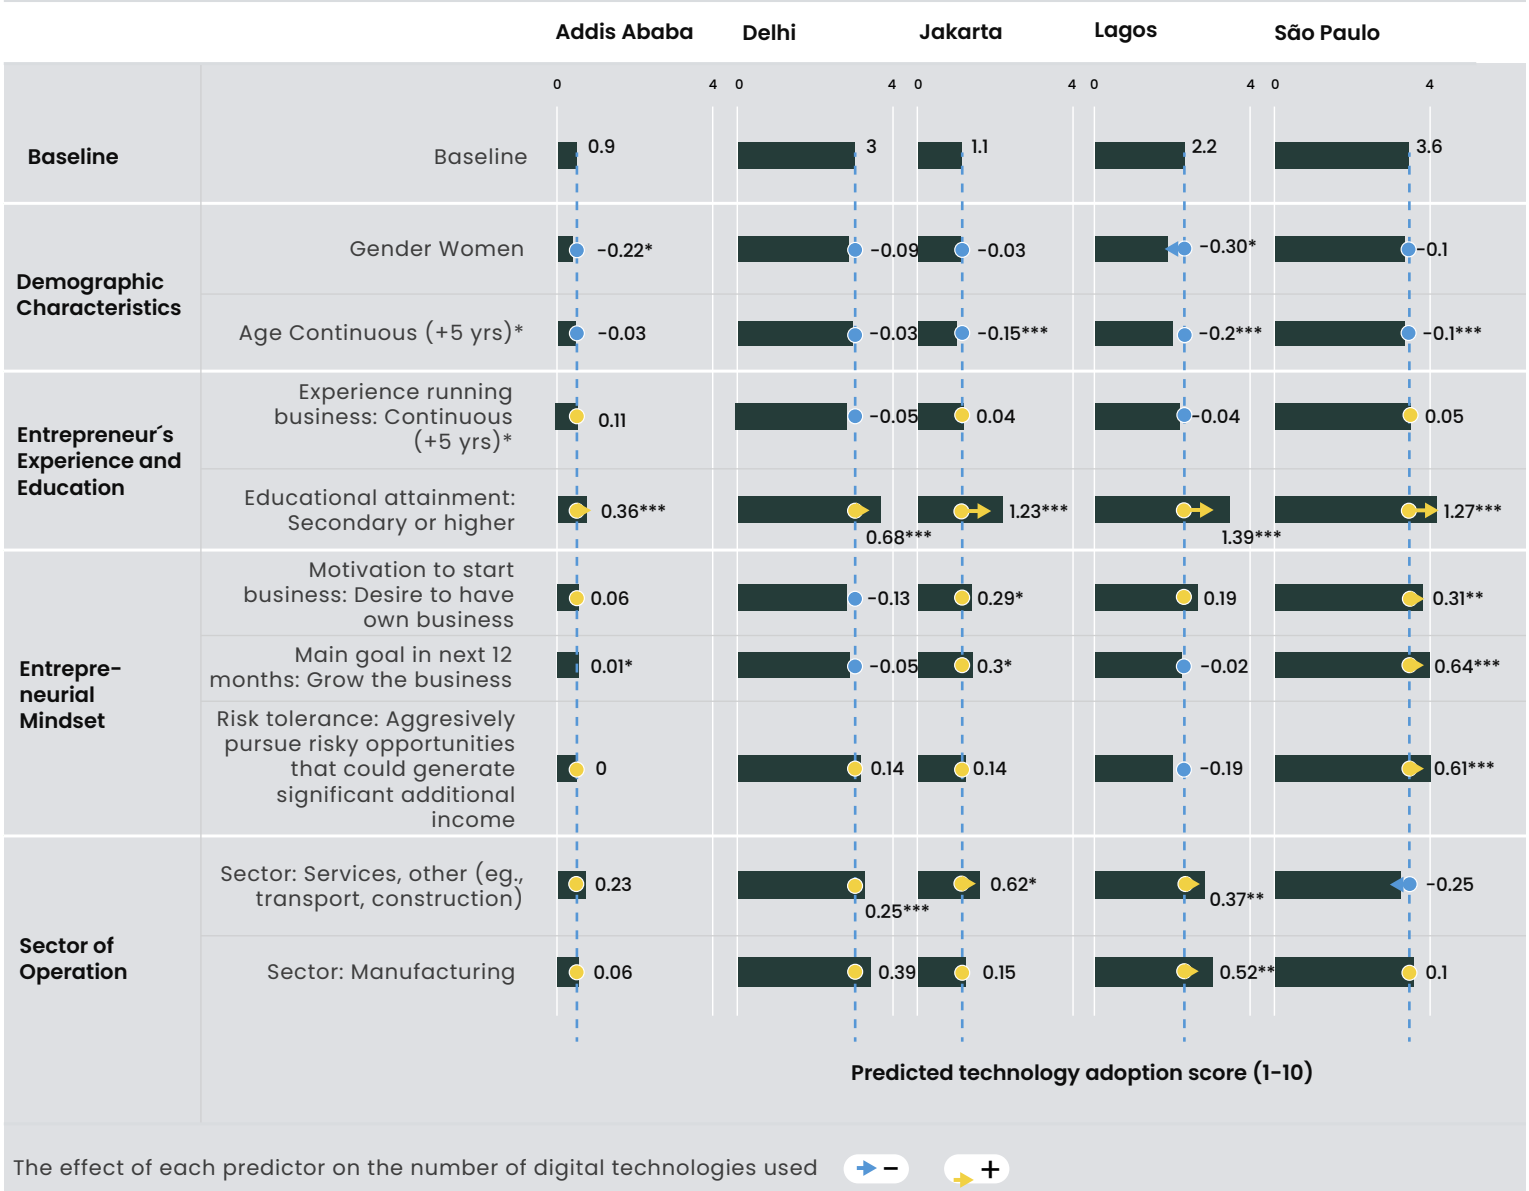 Addis Ababa Delhi Jakarta Lagos São Paulo
0 4 0 4 0 4 0 4 0 4
Baseline
Baseline
0.9 3 1.1 2.2 3.6
Demographic
Characteristics
Gender Women
-0.22* -0.09 -0.03 -0.30* -0.1
Age Continuous (+5 yrs)*
-0.03 -0.03 -0.15*** -0.2*** -0.1***
Entrepreneur´s
Experience and
Education
Experience running
business: Continuous
(+5 yrs)*
0.11 -0.05 0.04 -0.04 0.05
Educational attainment:
Secondary or higher
0.36*** 0.68*** 1.23*** 1.39*** 1.27***
Entrepre-
neurial
Mindset
Motivation to start
business: Desire to have
own business
0.06 -0.13 0.29* 0.19 0.31**
Main goal in next 12
months: Grow the business
0.01* -0.05 0.3* -0.02 0.64***
Risk tolerance: Aggresively
pursue risky opportunities
that could generate
significant additional
income
0 0.14 0.14 -0.19 0.61***
Sector of
Operation
Sector: Services, other (eg.,
transport, construction)
0.23 0.25*** 0.62* 0.37** -0.25
Sector: Manufacturing
0.06 0.39 0.15 0.52** 0.1
Predicted technology adoption score (1-10)
The effect of each predictor on the number of digital technologies used - +